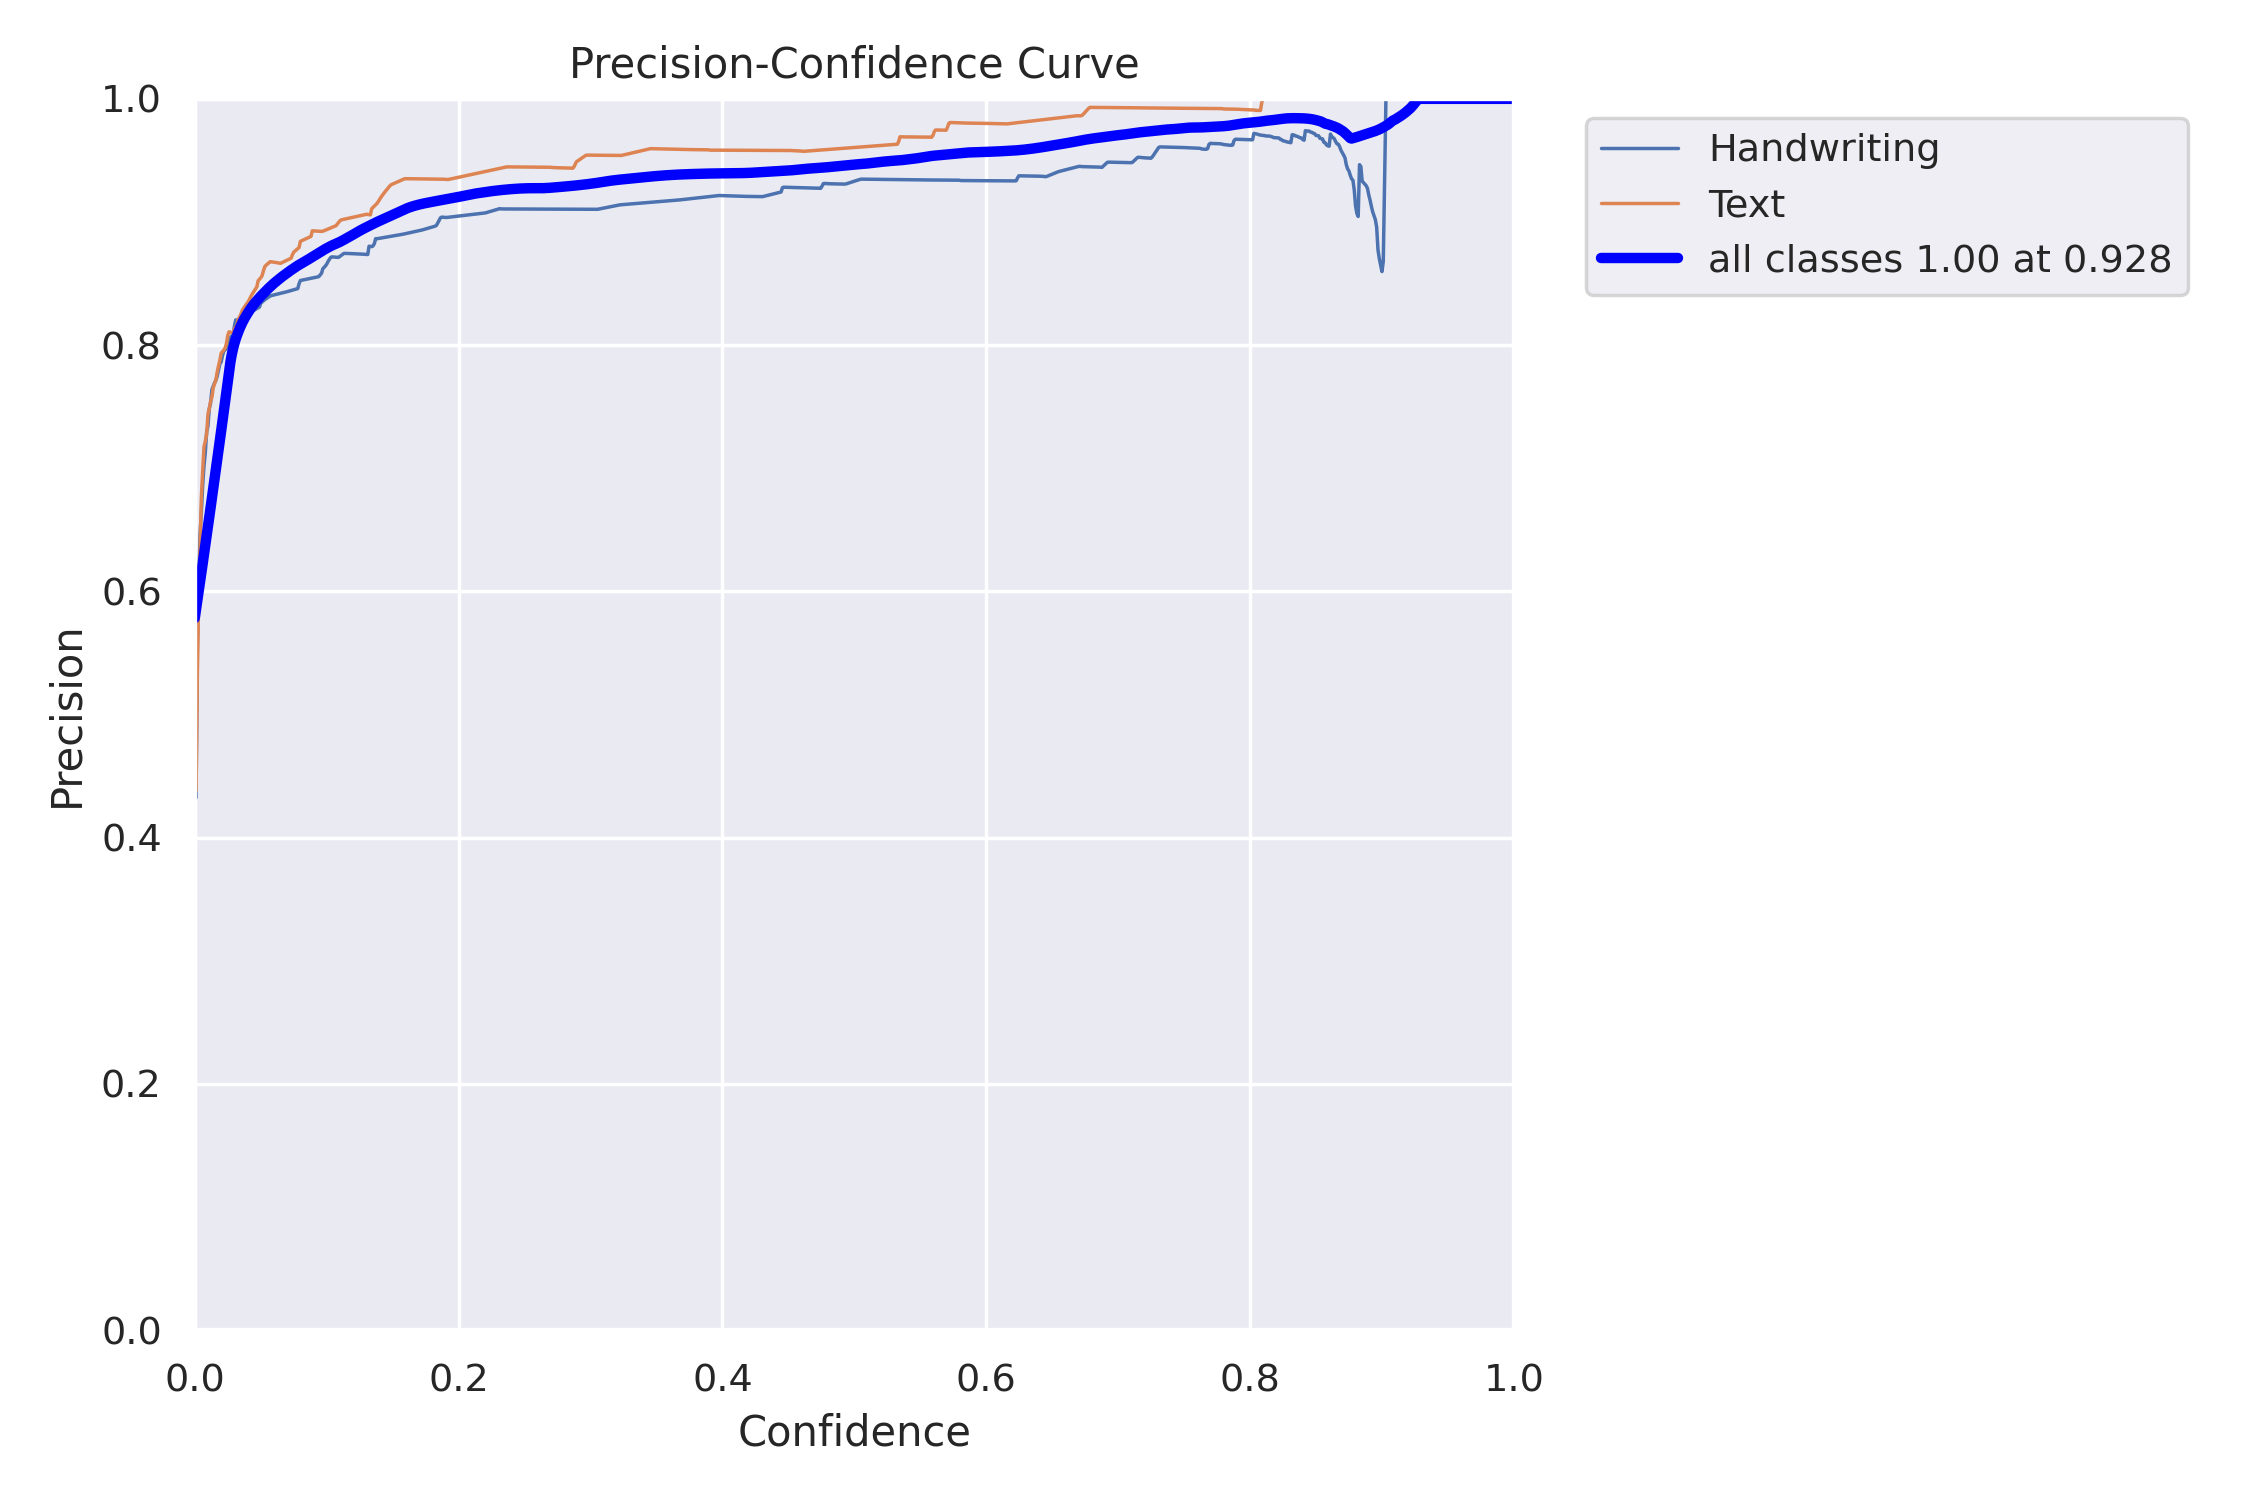 Precision-Confidence Curve
1.0
0.8
0.6
0.4
0.2
0.0
Precision
0.0 0.2 0.4 0.6 0.8 1.0
Confidence
Handwriting
Text
all classes 1.00 at 0.928